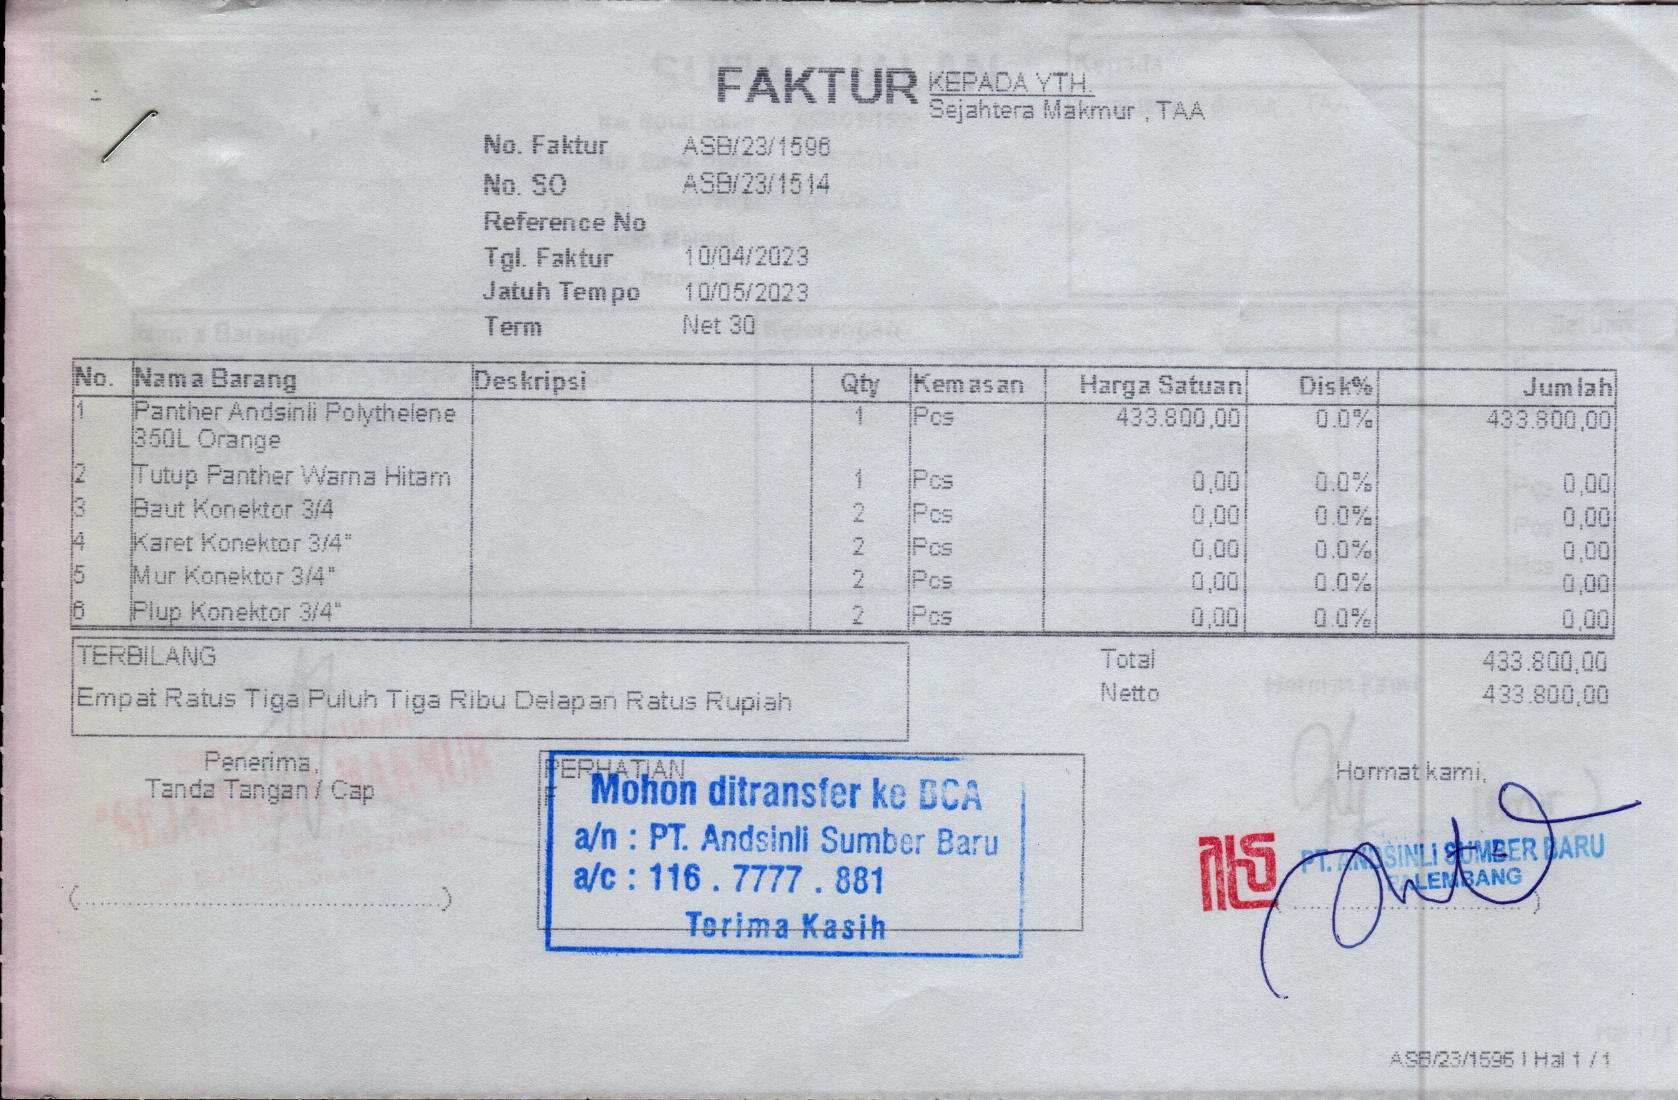 FAKTUR
KEPADA YTH.
Sejahtera Makmur , TAA
No. Faktur ASB/23/1596
No. SO ASB/23/1514
Reference No
Tgl. Faktur 10/04/2023
Jatuh Tempo 10/05/2023
Term Net 30
No. Nama Barang Deskripsi Qty Kemasan Harga Satuan Disk% Jumlah
1 Panther Andsinli Polythelene 1 Pcs 433.800,00 0.0% 433.800,00
350L Orange
2 Tutup Panther Warna Hitam 1 Pcs 0,00 0.0% 0,00
3 Baut Konektor 3/4 2 Pcs 0,00 0.0% 0,00
4 Karet Konektor 3/4" 2 Pcs 0,00 0.0% 0,00
5 Mur Konektor 3/4" 2 Pcs 0,00 0.0% 0,00
6 Plup Konektor 3/4" 2 Pcs 0,00 0.0% 0,00
TERBILANG
Empat Ratus Tiga Puluh Tiga Ribu Delapan Ratus Rupiah
Total 433.800,00
Netto 433.800,00
Penerima,
Tanda Tangan / Cap
(........................................)
PERHATIAN
Mohon ditransfer ke BCA
a/n : PT. Andsinli Sumber Baru
a/c : 116 . 7777 . 881
Terima Kasih
Hormat kami,
PT. ANDSINLI SUMBER BARU
PALEMBANG
ASB/23/1596 | Hal 1 / 1